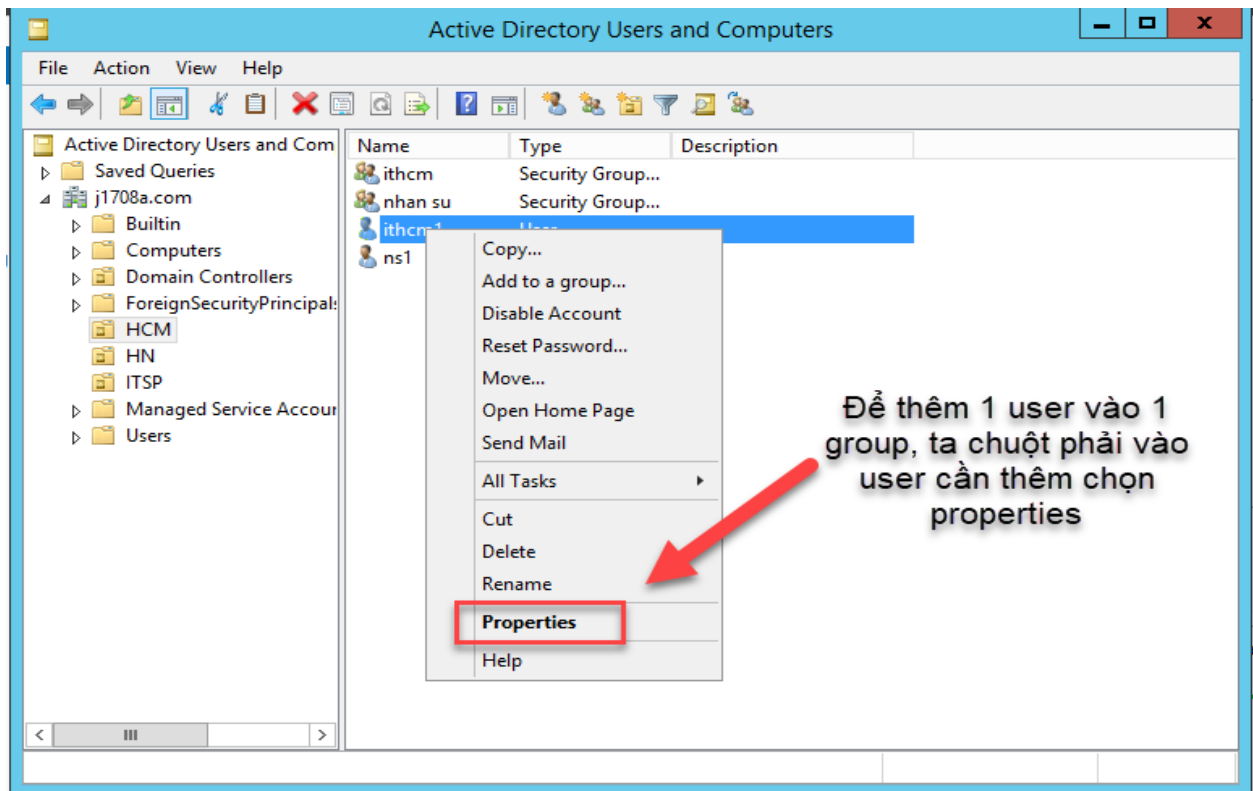 Active Directory Users and Computers
File Action View Help
Active Directory Users and Com
Saved Queries
j1708a.com
Builtin
Computers
Domain Controllers
ForeignSecurityPrincipal
HCM
HN
ITSP
Managed Service Accour
Users
Name Type Description
ithcm Security Group...
nhan su Security Group...
ithcm1 User
ns1
Copy...
Add to a group...
Disable Account
Reset Password...
Move...
Open Home Page
Send Mail
All Tasks
Cut
Delete
Rename
Properties
Help
Để thêm 1 user vào 1
group, ta chuột phải vào
user cần thêm chọn
properties